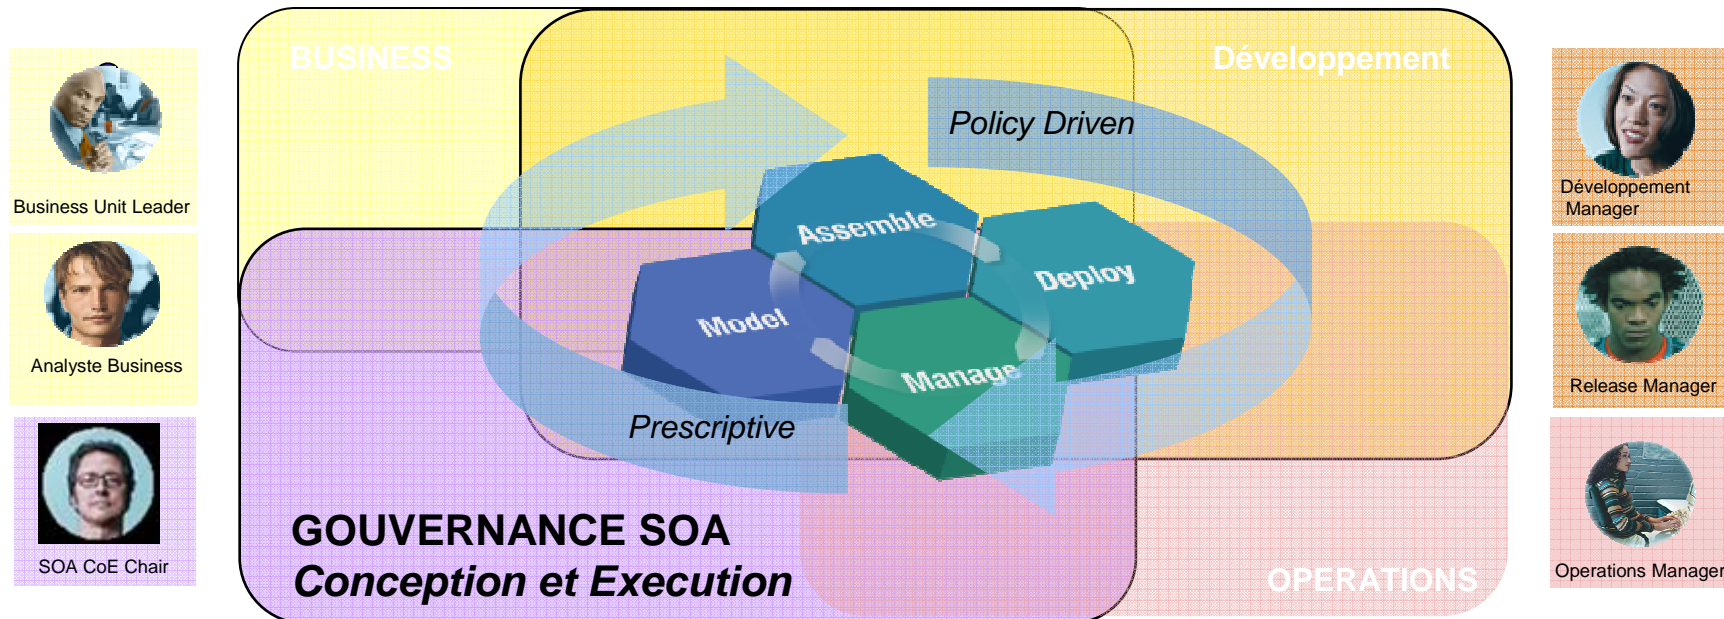 BUSINESS
Développement
Policy Driven
Business Unit Leader
Développement
Manager
Assemble
Deploy
Model
Manage
Analyste Business
Release Manager
Prescriptive
GOUVERNANCE SOA
Conception et Execution
SOA CoE Chair
OPERATIONS
Operations Manager